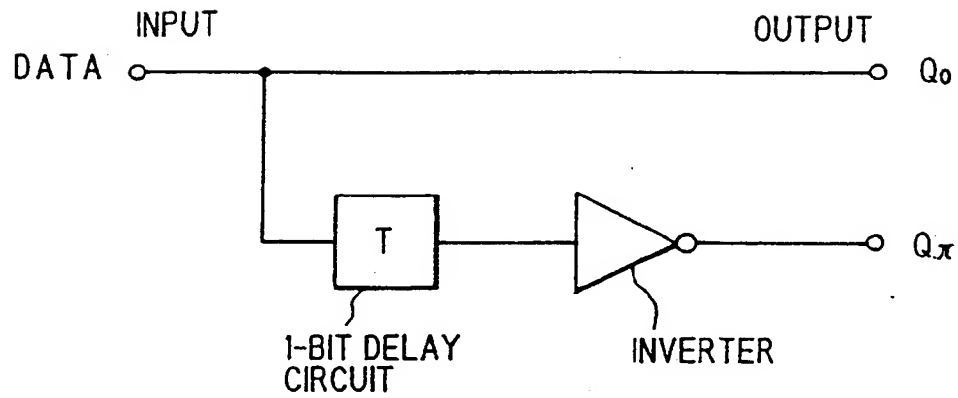 INPUT
OUTPUT
DATA
Q₀
T
Qπ
1-BIT DELAY
CIRCUIT
INVERTER